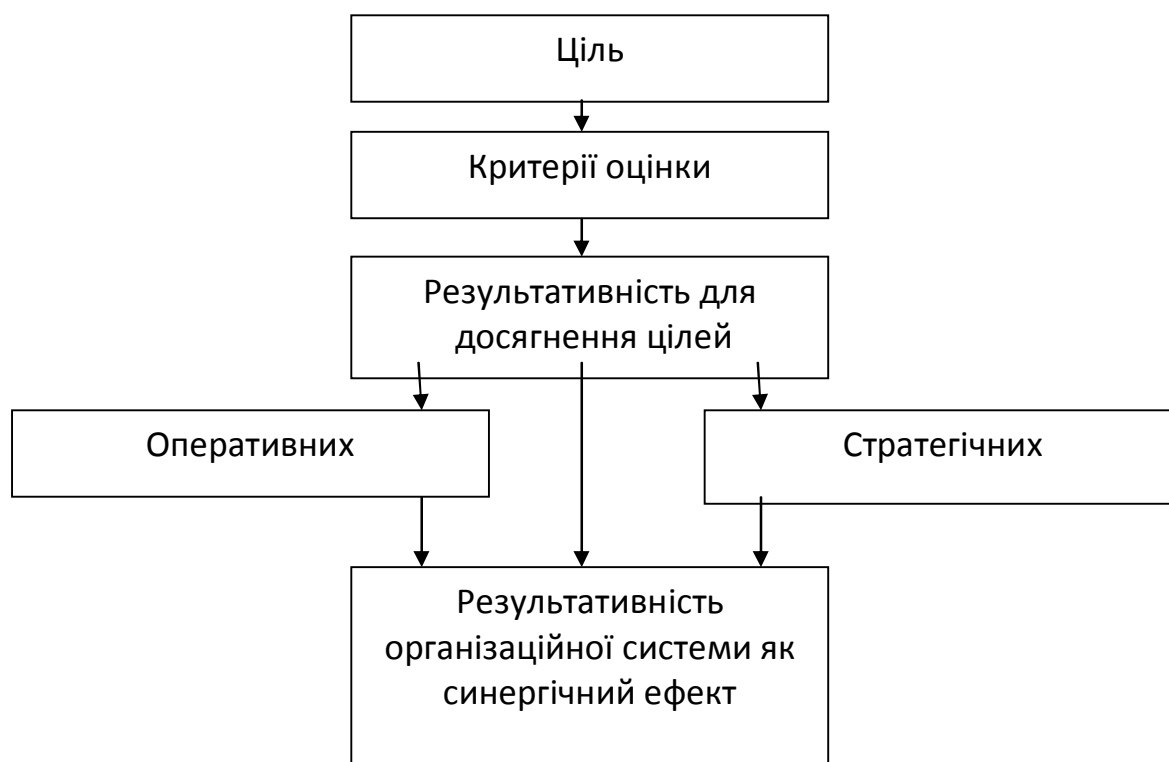 Ціль
Критерії оцінки
Результативність для
досягнення цілей
Оперативних
Стратегічних
Результативність
організаційної системи як
синергічний ефект